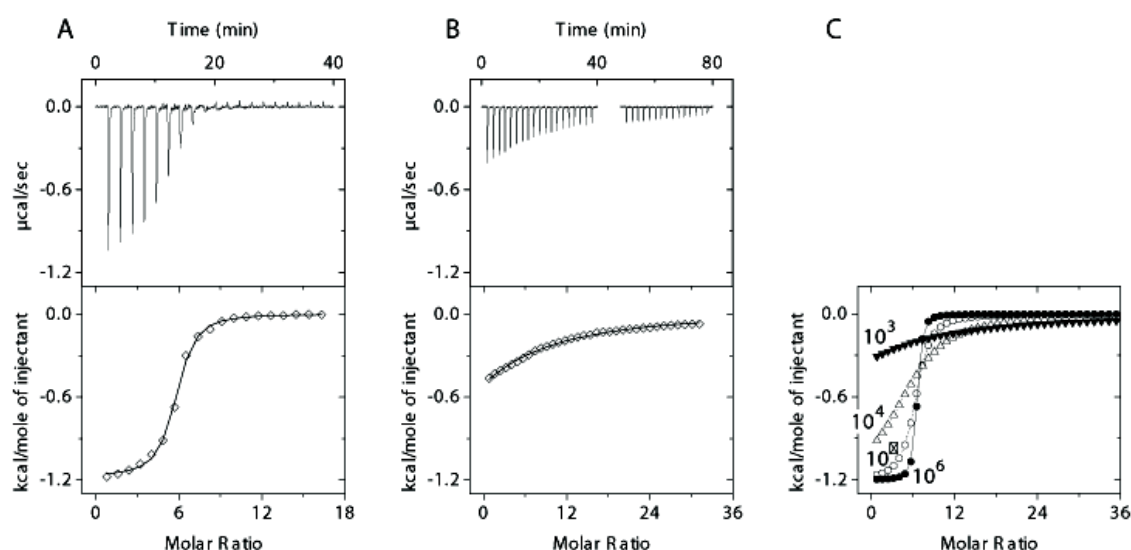 A
Time (min)
0 20 40
0.0
-0.6
-1.2
µcal/sec
0.0
-0.6
-1.2
kcal/mole of injectant
0 6 12 18
Molar Ratio
B
Time (min)
0 40 80
0.0
-0.6
-1.2
µcal/sec
0.0
-0.6
-1.2
kcal/mole of injectant
0 12 24 36
Molar Ratio
C
0.0
-0.6
-1.2
kcal/mole of injectant
10³
10⁴
10
10⁶
0 12 24 36
Molar Ratio